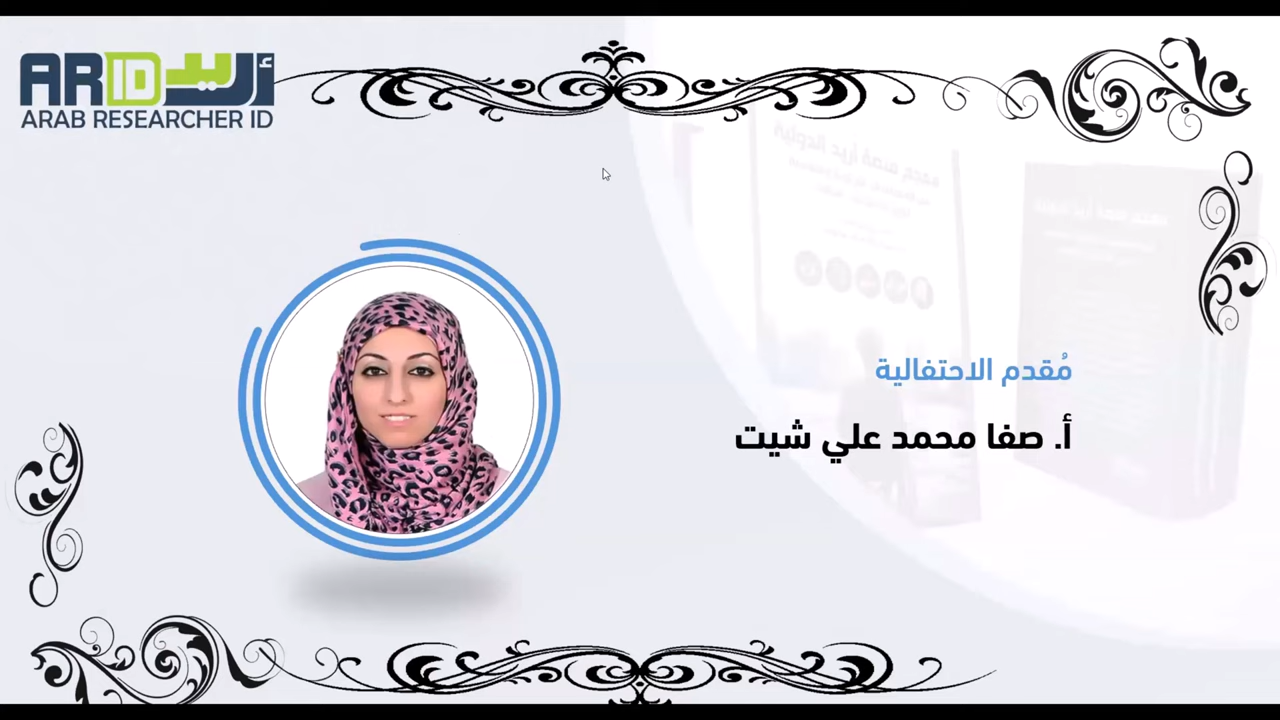 ARID أريد
ARAB RESEARCHER ID
مُقدم الاحتفالية
أ. صفا محمد علي شيت